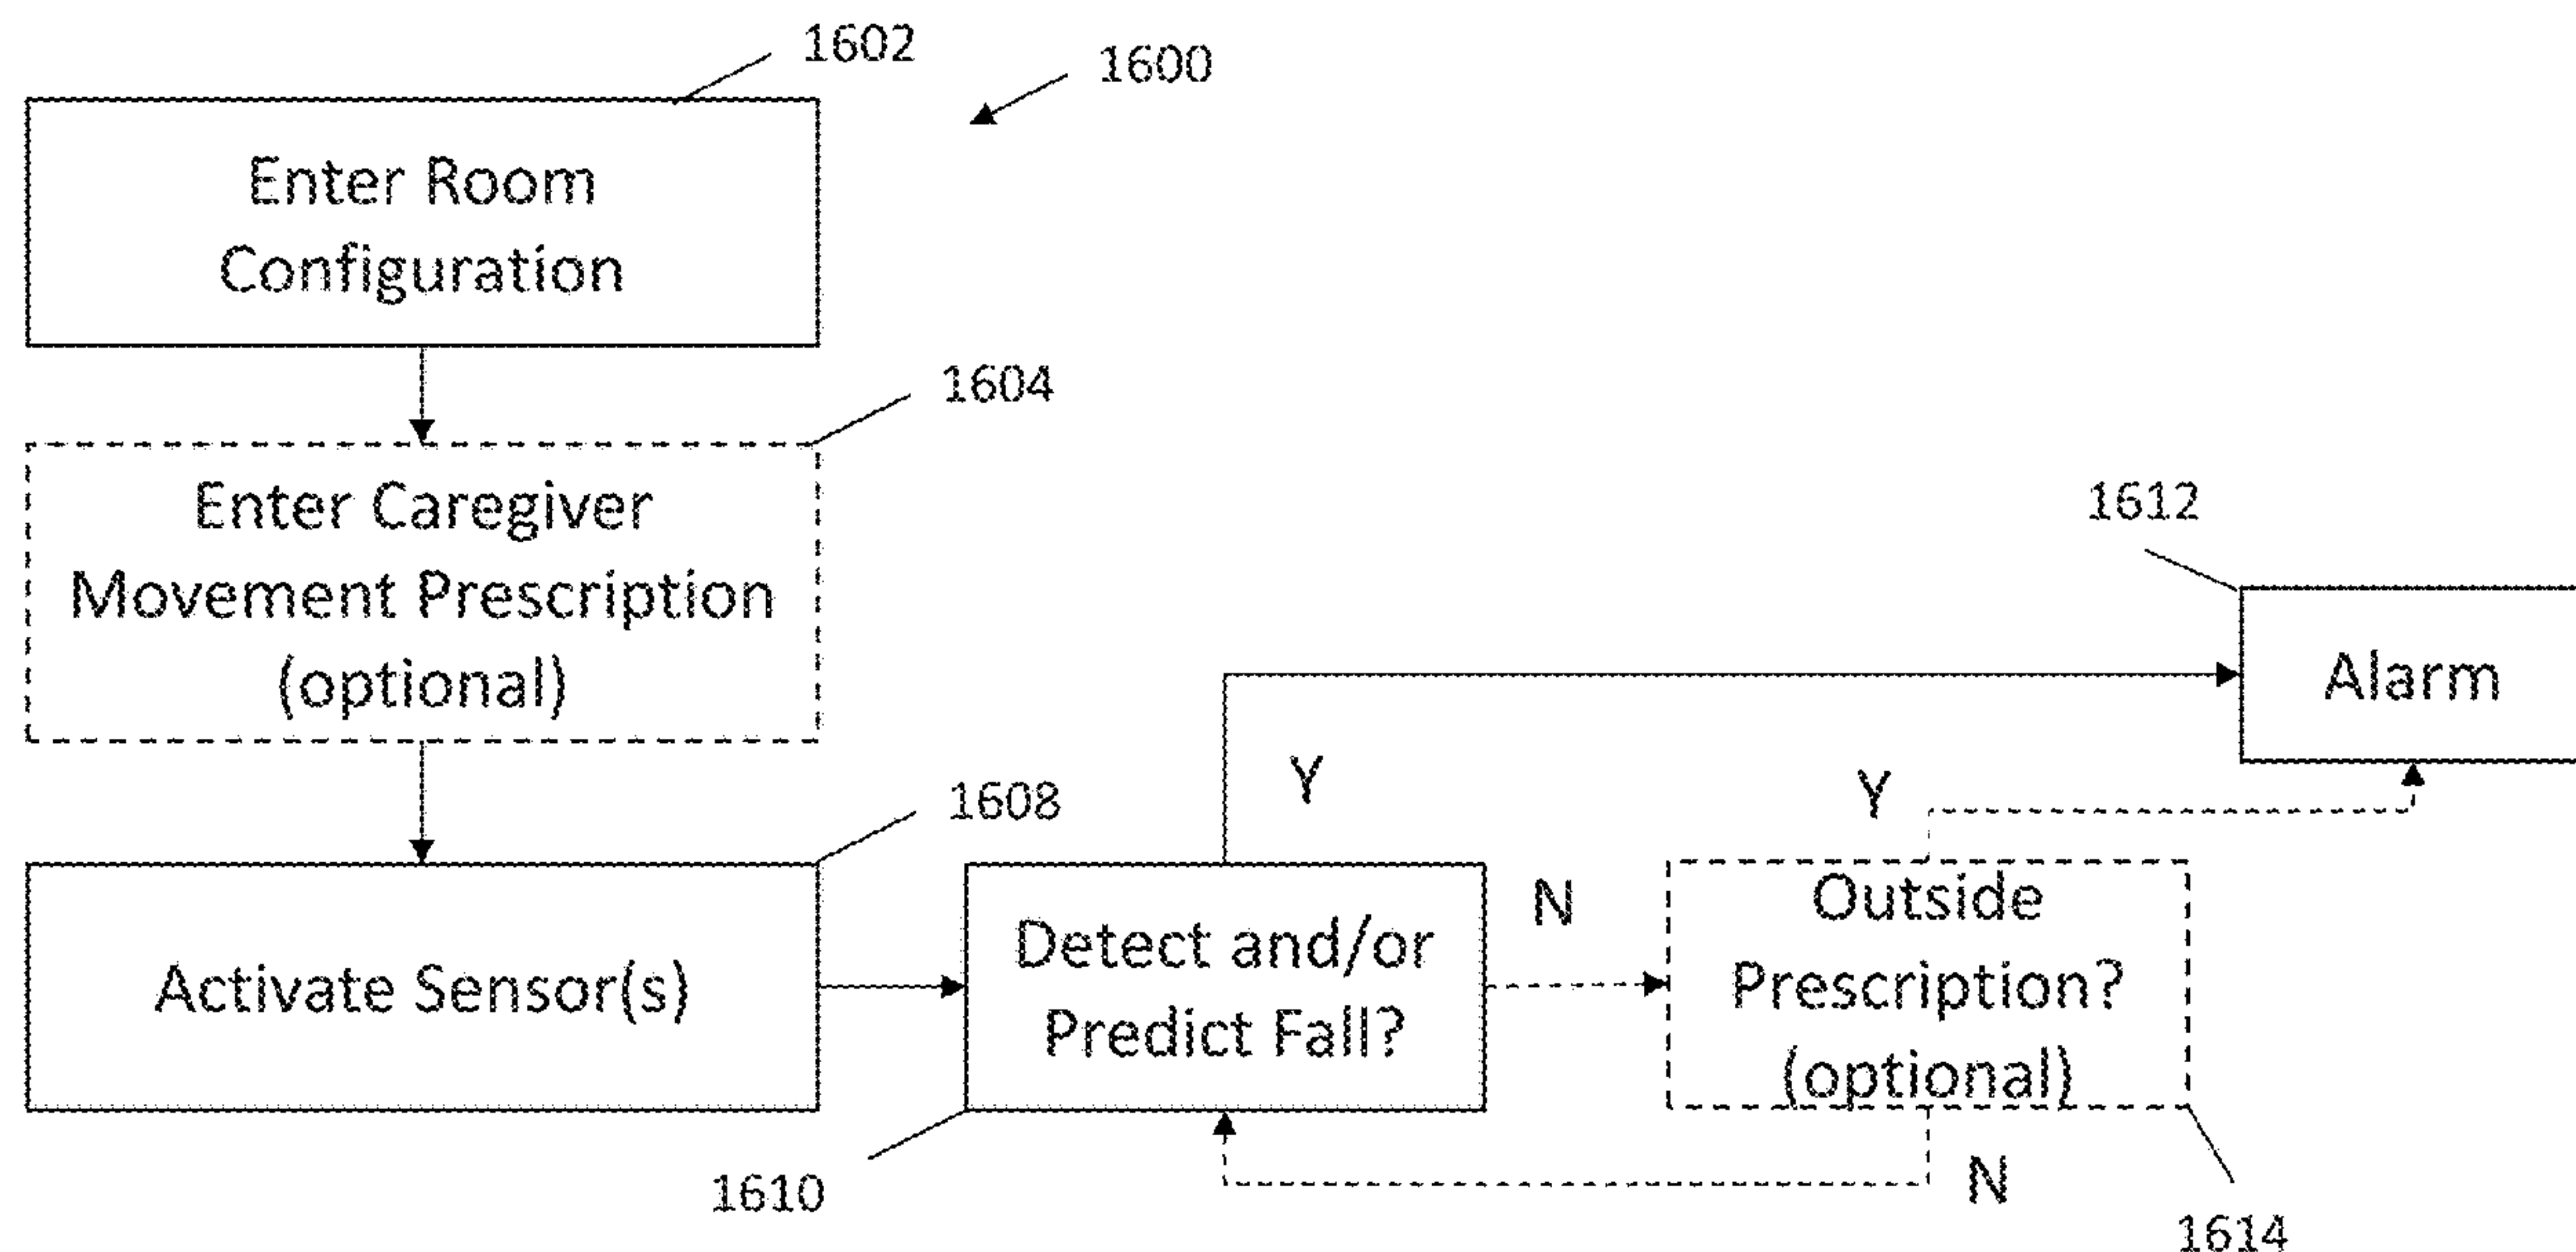 1602
1600
Enter Room
Configuration
1604
Enter Caregiver
Movement Prescription
(optional)
1612
Alarm
Y
Y
1608
Activate Sensor(s)
Detect and/or
Predict Fall?
N
Outside
Prescription?
(optional)
1610
N
1614